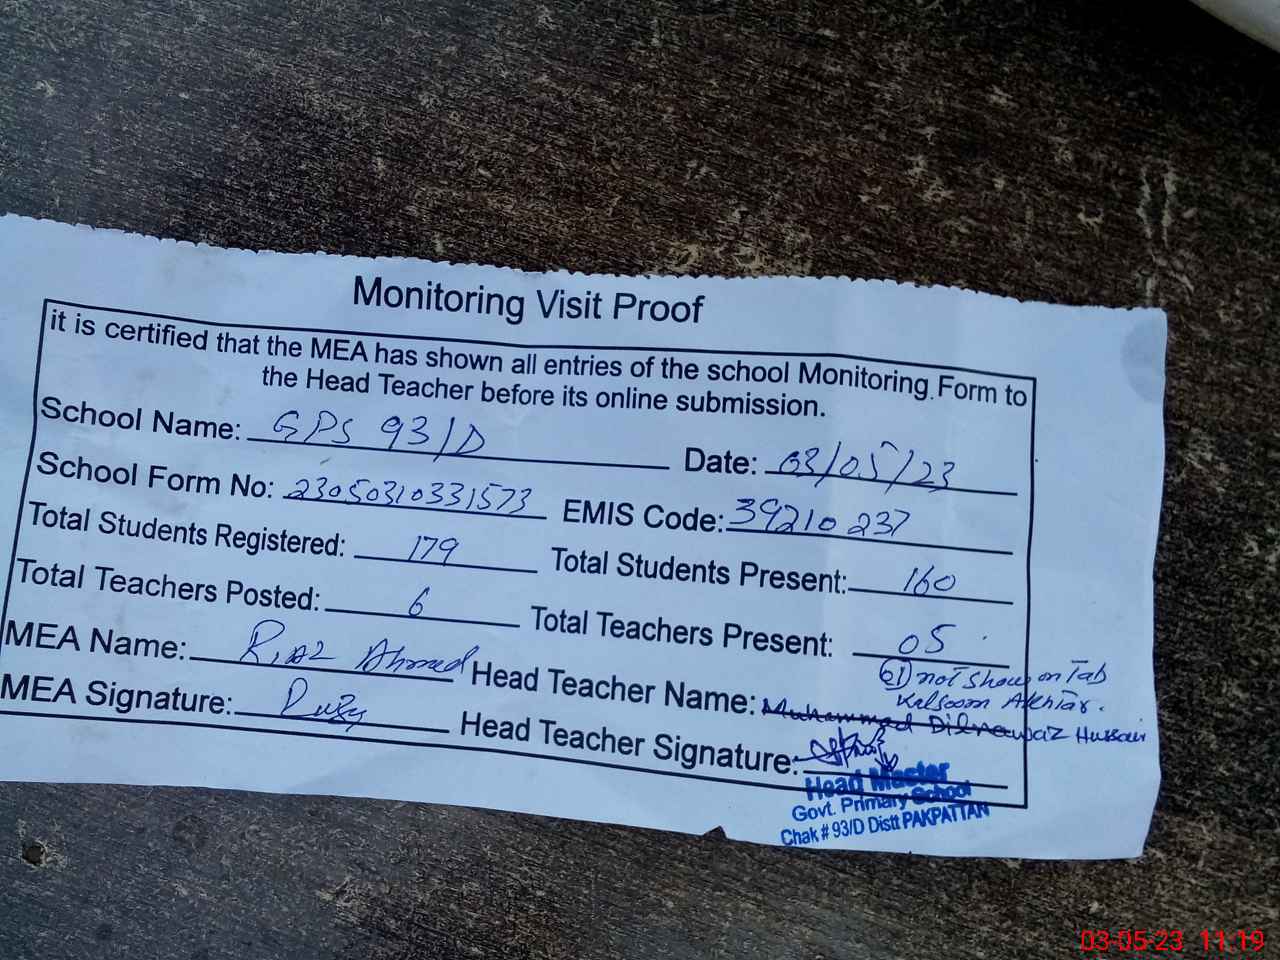 Monitoring Visit Proof
it is certified that the MEA has shown all entries of the school Monitoring Form to
the Head Teacher before its online submission.
School Name: GPS 93/D Date: 03/05/23
School Form No: 23050310331573 EMIS Code: 39210237
Total Students Registered: 179 Total Students Present: 160
Total Teachers Posted: 6 Total Teachers Present: 05
01 not show on Tab
Kalsoom Akhtar.
MEA Name: Riaz Ahmed Head Teacher Name: Muhammad Dilnawaz Hussain
MEA Signature: Head Teacher Signature:
Head Master
Govt. Primary School
Chak # 93/D Distt PAKPATTAN
03-05-23 11:19